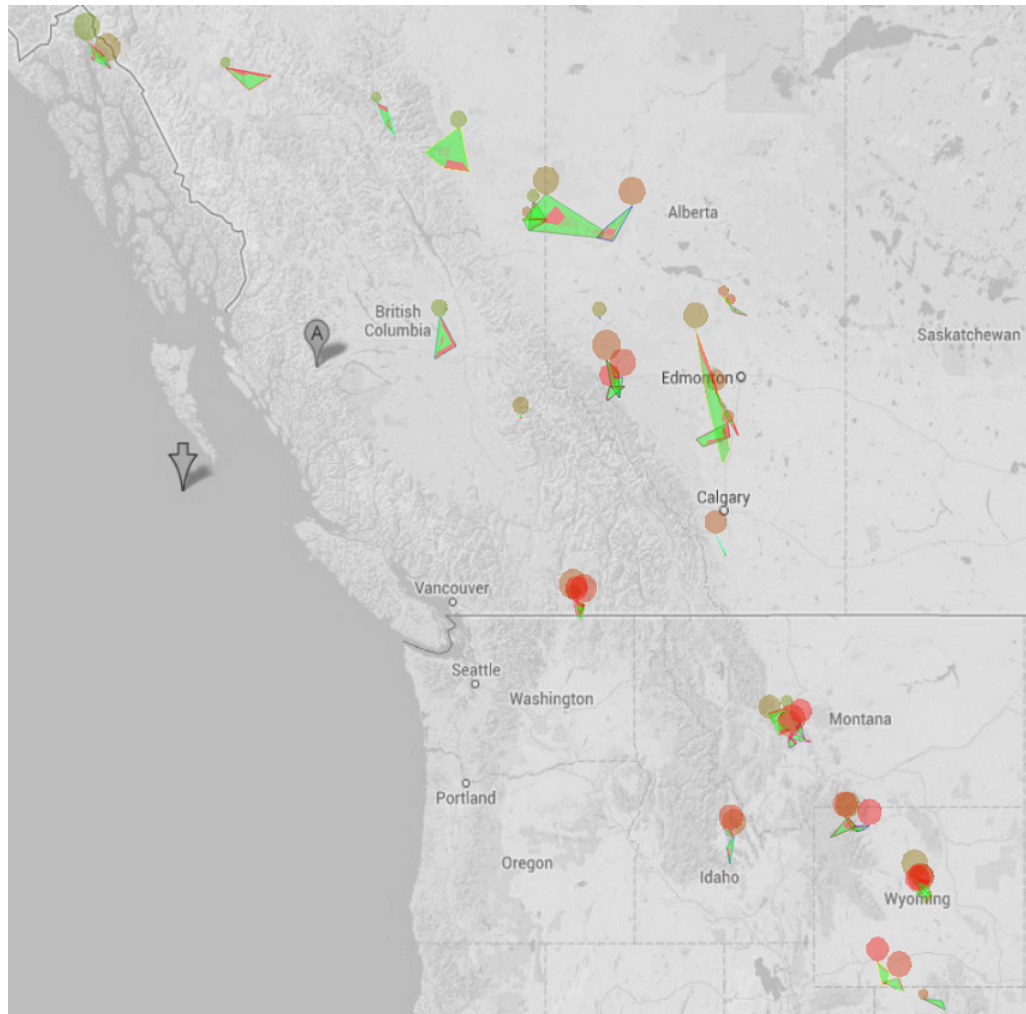 Alberta
British
Columbia
A
Saskatchewan
Edmonton
Calgary
Vancouver
Seattle
Washington
Montana
Portland
Oregon
Idaho
Wyoming